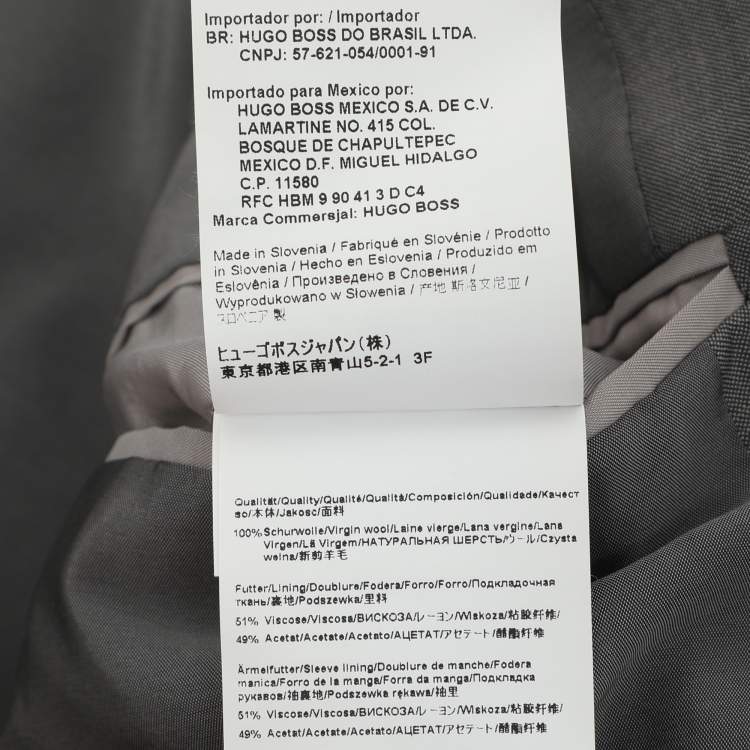 Importador por: / Importador
BR: HUGO BOSS DO BRASIL LTDA.
CNPJ: 57-621-054/0001-91
Importado para Mexico por:
HUGO BOSS MEXICO S.A. DE C.V.
LAMARTINE NO. 415 COL.
BOSQUE DE CHAPULTEPEC
MEXICO D.F. MIGUEL HIDALGO
C.P. 11580
RFC HBM 9 90 41 3 D C4
Marca Commersjal: HUGO BOSS
Made in Slovenia / Fabriqué en Slovénie / Prodotto
in Slovenia / Hecho en Eslovenia / Produzido em
Eslovênia / Произведено в Словения /
Wyprodukowano w Słowenia / 产地 斯洛文尼亚 /
スロベニア 製
ヒューゴボスジャパン(株)
東京都港区南青山5-2-1 3F
Qualität/Quality/Qualité/Qualità/Composición/Qualidade/Качест
во/本体/Jakosc/面料
100% Schurwolle/Virgin wool/Laine vierge/Lana vergine/Lana
Virgen/Lã Virgem/НАТУРАЛЬНАЯ ШЕРСТЬ/ウール/Czysta
welna/新剪羊毛
Futter/Lining/Doublure/Fodera/Forro/Forro/Подкладочная
ткань/裏地/Podszewka/里料
51% Viscose/Viscosa/ВИСКОЗА/レーヨン/Wiskoza/粘胶纤维/
49% Acetat/Acetate/Acetato/АЦЕТАТ/アセテート/醋酯纤维
Ärmelfutter/Sleeve lining/Doublure de manche/Fodera
manica/Forro de la manga/Forra da manga/Подкладка
рукавов/袖裏地/Podszewka rękawa/袖里
51% Viscose/Viscosa/ВИСКОЗА/レーヨン/Wiskoza/粘胶纤维/
49% Acetat/Acetate/Acetato/АЦЕТАТ/アセテート/醋酯纤维